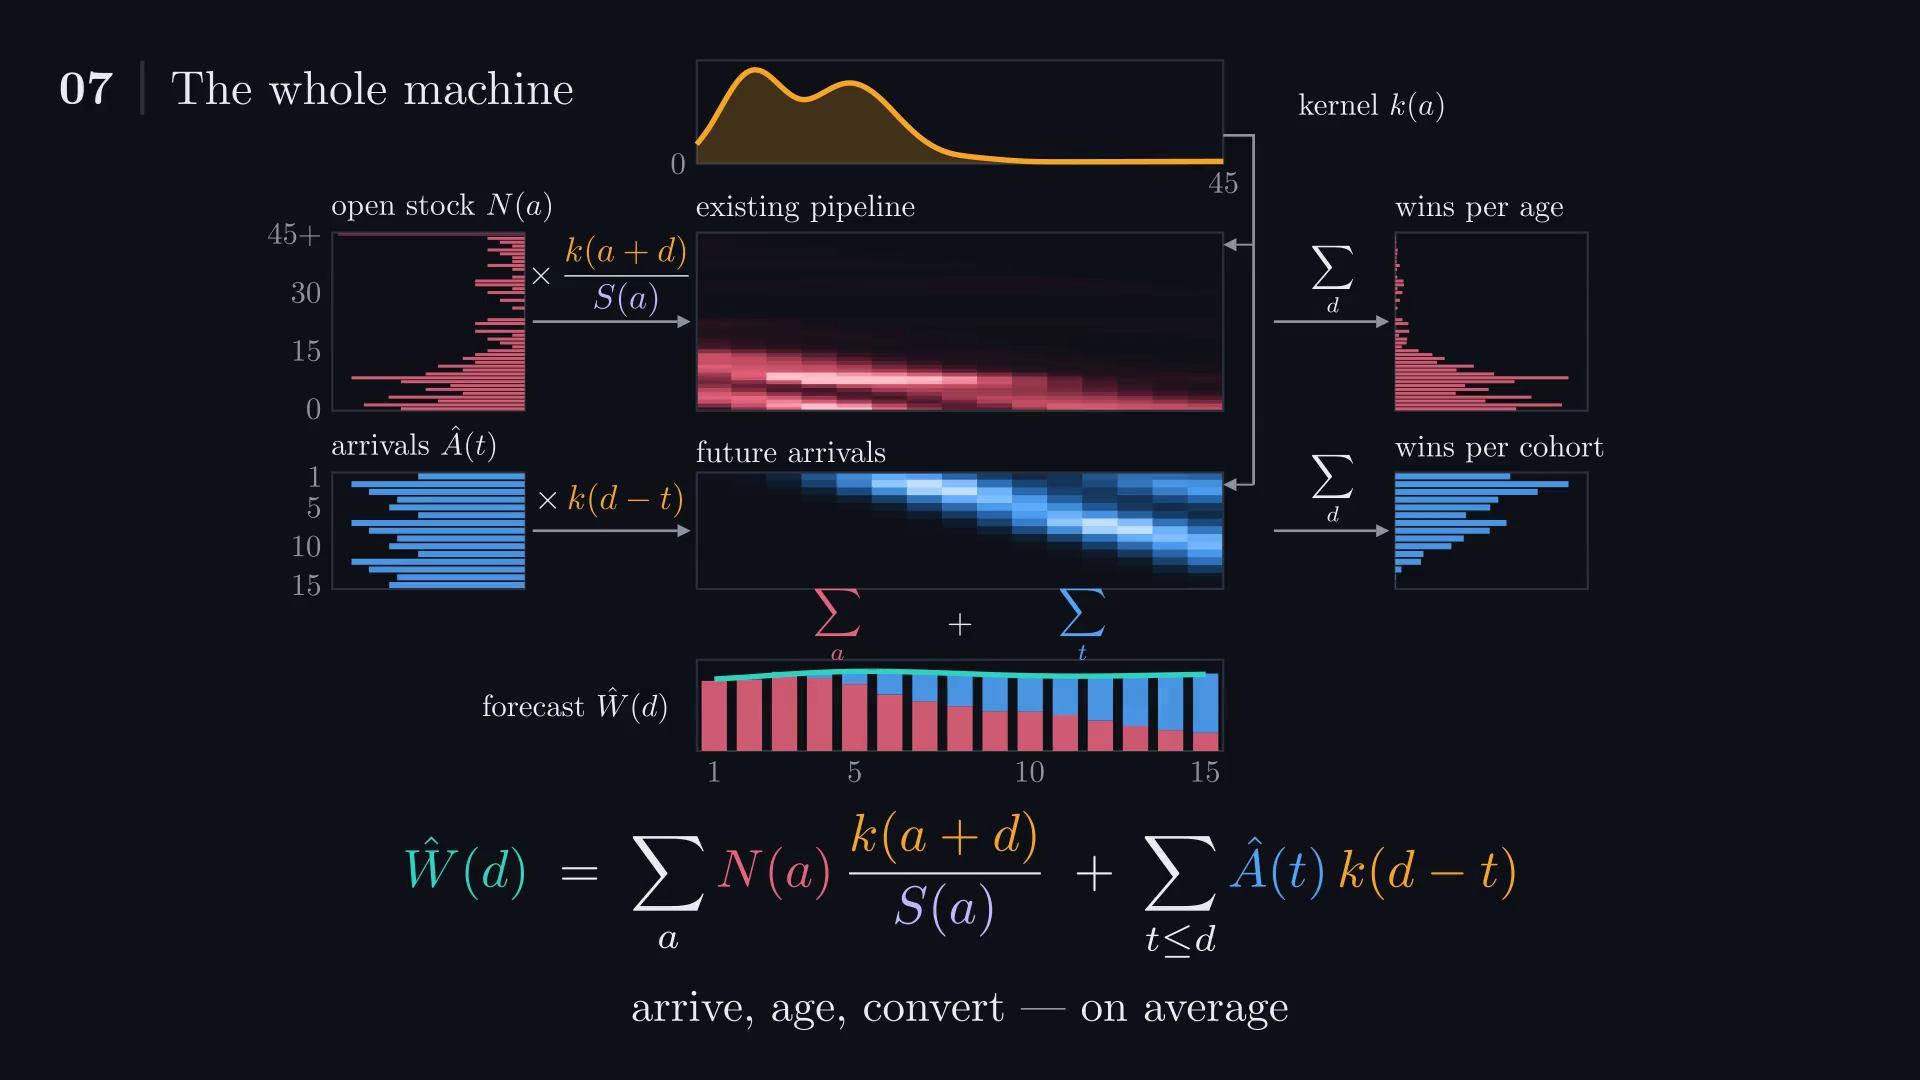 07 The whole machine
kernel k(a)
0
45
open stock N(a)
existing pipeline
wins per age
45+
30
15
0
× k(a + d) / S(a)
∑ d
arrivals Â(t)
future arrivals
wins per cohort
1
5
10
15
× k(d − t)
∑ d
∑ a + ∑ t
forecast Ŵ(d)
1 5 10 15
Ŵ(d) = ∑ a N(a) k(a + d) / S(a) + ∑ t≤d Â(t) k(d − t)
arrive, age, convert — on average